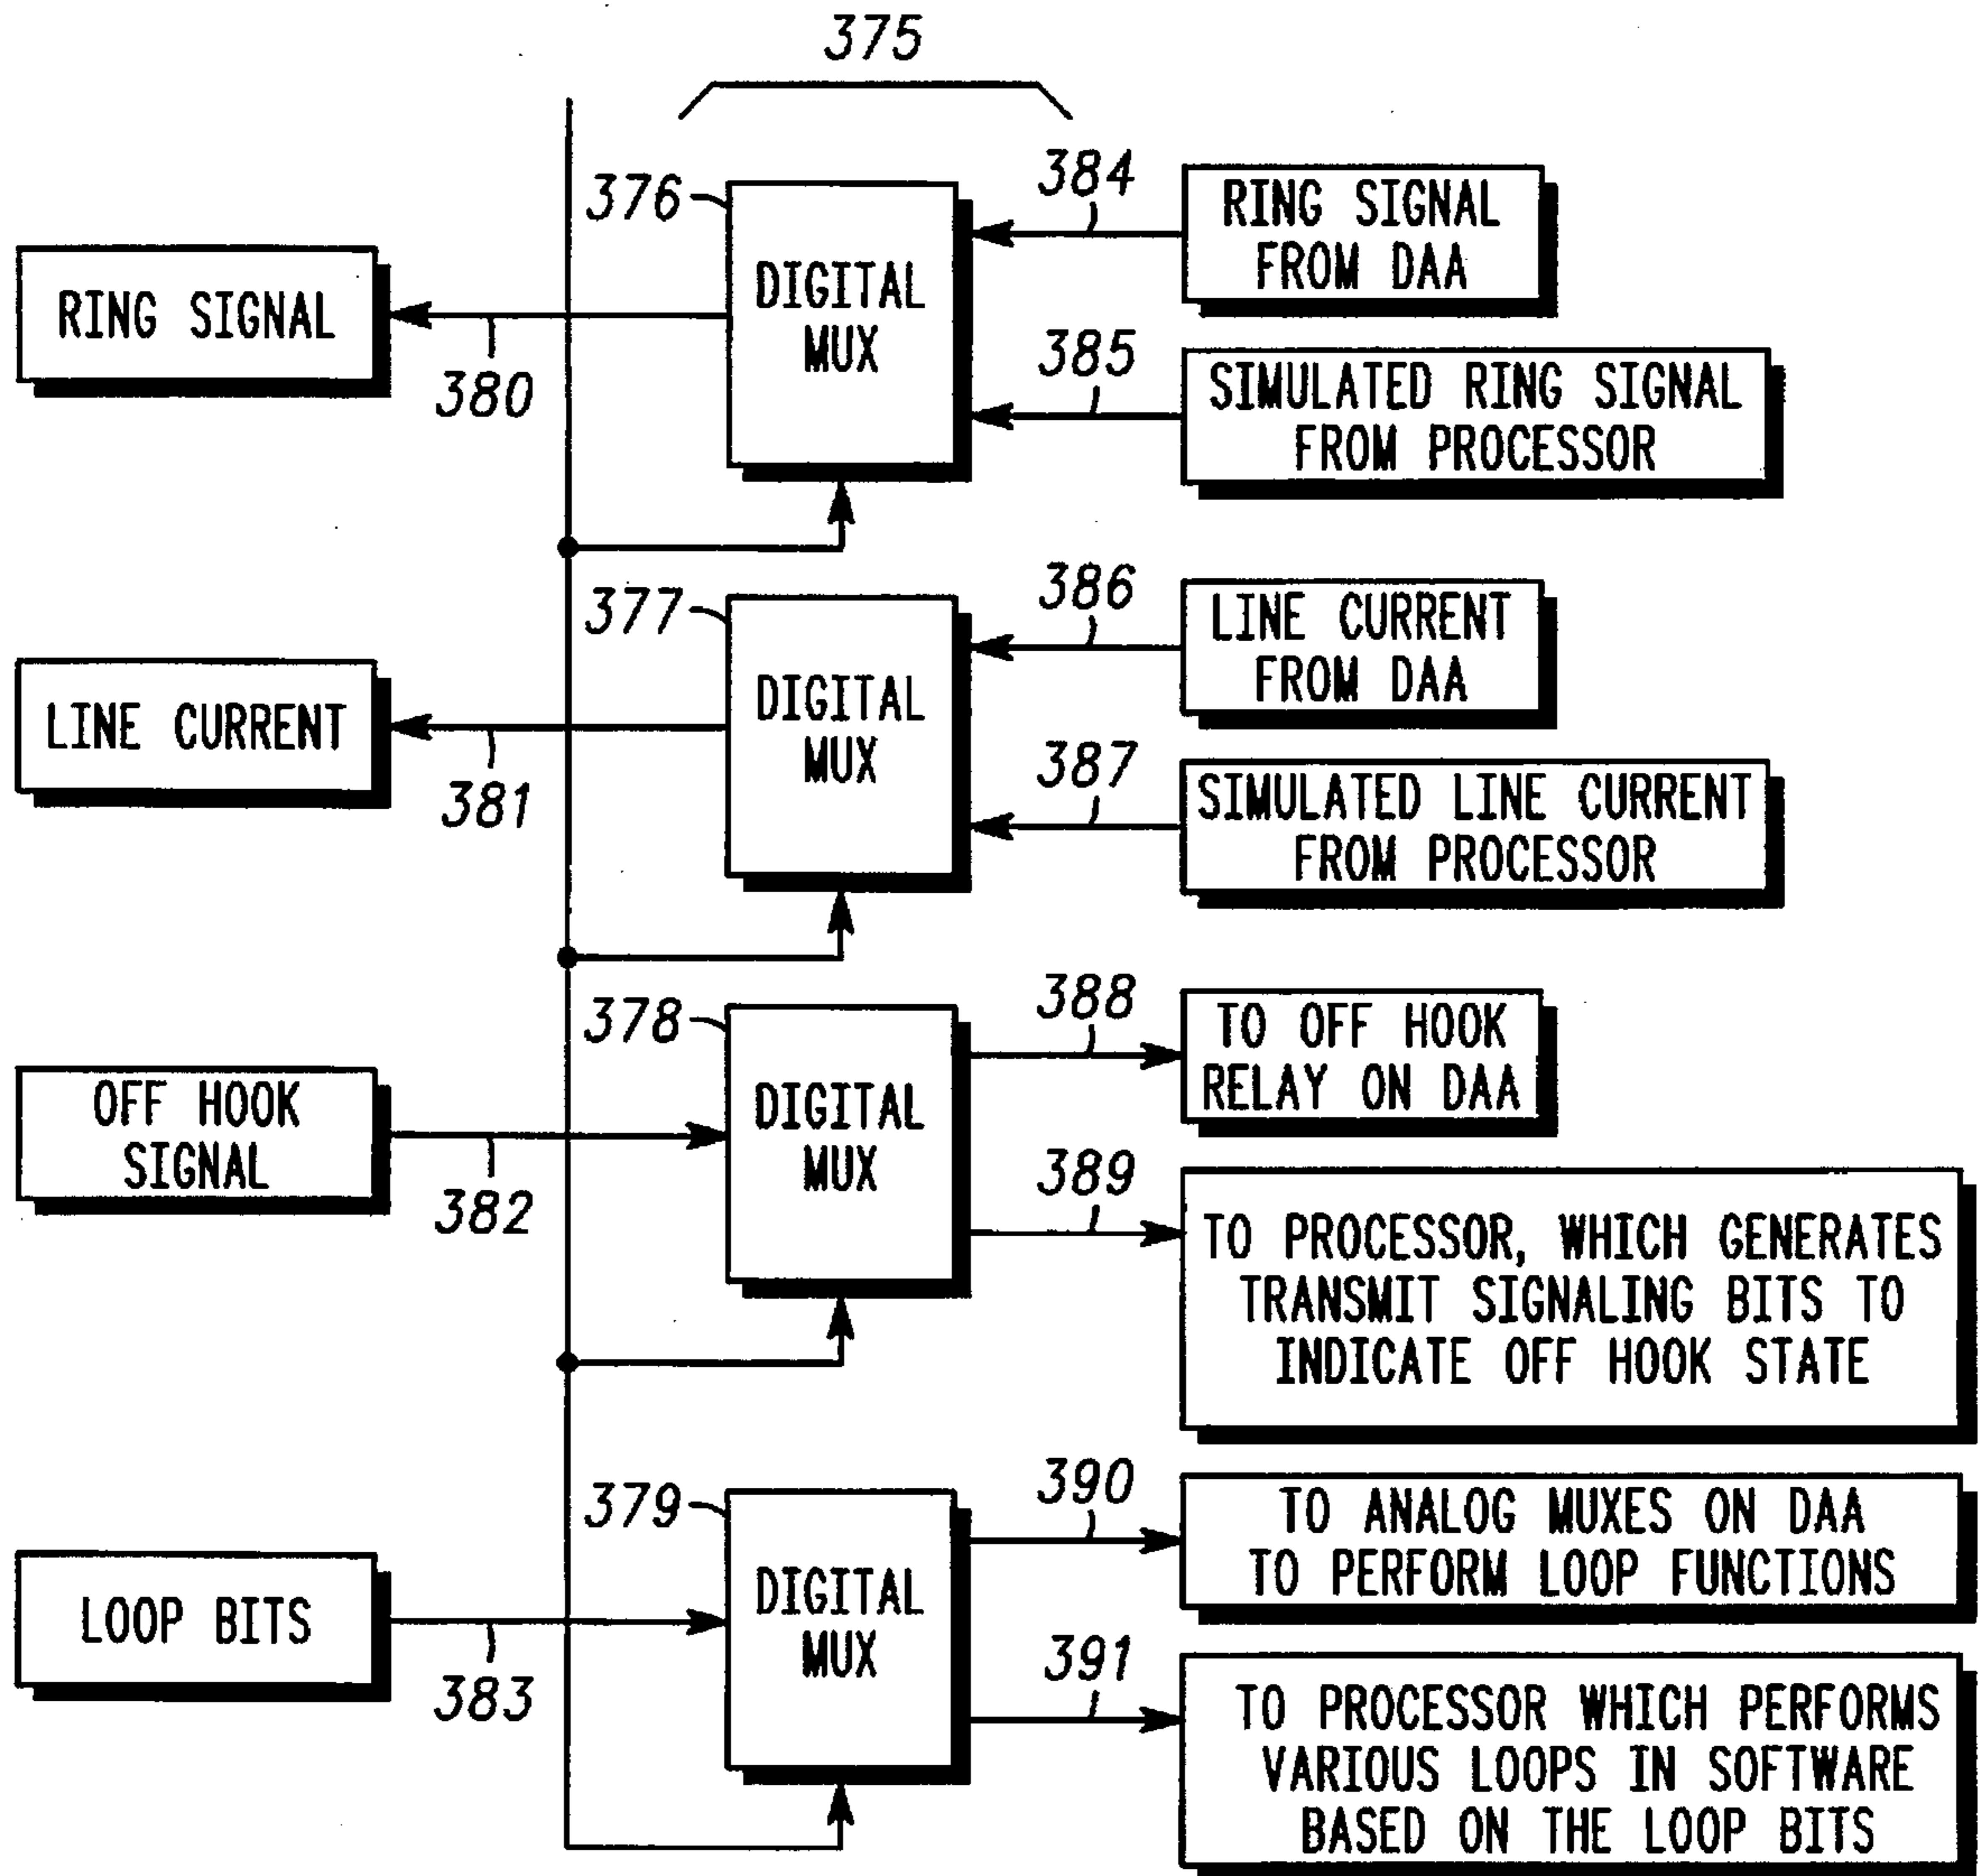 375
376
384
RING SIGNAL
FROM DAA
RING SIGNAL
380
DIGITAL
MUX
385
SIMULATED RING SIGNAL
FROM PROCESSOR
377
386
LINE CURRENT
FROM DAA
LINE CURRENT
381
DIGITAL
MUX
387
SIMULATED LINE CURRENT
FROM PROCESSOR
378
388
TO OFF HOOK
RELAY ON DAA
OFF HOOK
SIGNAL
382
DIGITAL
MUX
389
TO PROCESSOR, WHICH GENERATES
TRANSMIT SIGNALING BITS TO
INDICATE OFF HOOK STATE
379
390
TO ANALOG MUXES ON DAA
TO PERFORM LOOP FUNCTIONS
LOOP BITS
383
DIGITAL
MUX
391
TO PROCESSOR WHICH PERFORMS
VARIOUS LOOPS IN SOFTWARE
BASED ON THE LOOP BITS